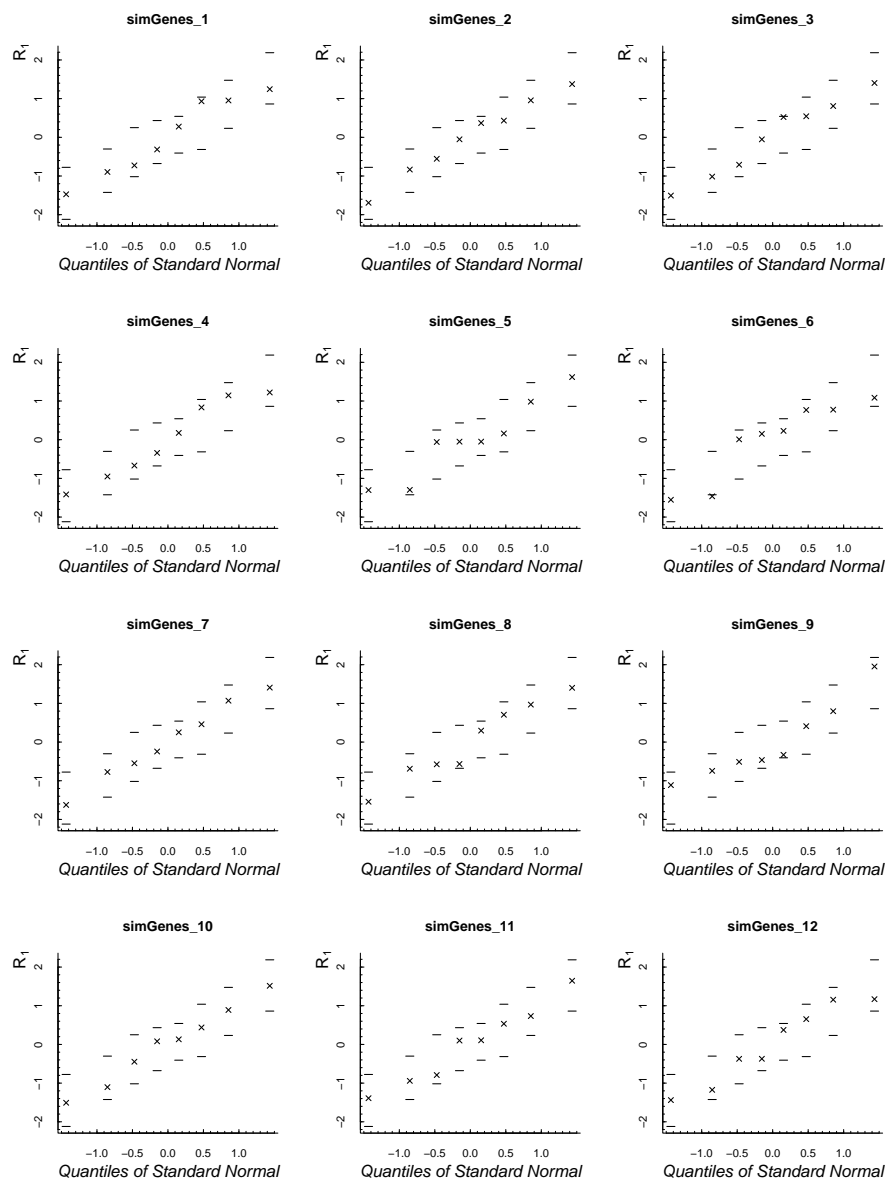 simGenes_1 simGenes_2 simGenes_3
R1 R1 R1
2 2 2
1 1 1
0 0 0
−1 −1 −1
−2 −2 −2
−1.0 −0.5 0.0 0.5 1.0 −1.0 −0.5 0.0 0.5 1.0 −1.0 −0.5 0.0 0.5 1.0
Quantiles of Standard Normal Quantiles of Standard Normal Quantiles of Standard Normal
simGenes_4 simGenes_5 simGenes_6
R1 R1 R1
2 2 2
1 1 1
0 0 0
−1 −1 −1
−2 −2 −2
−1.0 −0.5 0.0 0.5 1.0 −1.0 −0.5 0.0 0.5 1.0 −1.0 −0.5 0.0 0.5 1.0
Quantiles of Standard Normal Quantiles of Standard Normal Quantiles of Standard Normal
simGenes_7 simGenes_8 simGenes_9
R1 R1 R1
2 2 2
1 1 1
0 0 0
−1 −1 −1
−2 −2 −2
−1.0 −0.5 0.0 0.5 1.0 −1.0 −0.5 0.0 0.5 1.0 −1.0 −0.5 0.0 0.5 1.0
Quantiles of Standard Normal Quantiles of Standard Normal Quantiles of Standard Normal
simGenes_10 simGenes_11 simGenes_12
R1 R1 R1
2 2 2
1 1 1
0 0 0
−1 −1 −1
−2 −2 −2
−1.0 −0.5 0.0 0.5 1.0 −1.0 −0.5 0.0 0.5 1.0 −1.0 −0.5 0.0 0.5 1.0
Quantiles of Standard Normal Quantiles of Standard Normal Quantiles of Standard Normal